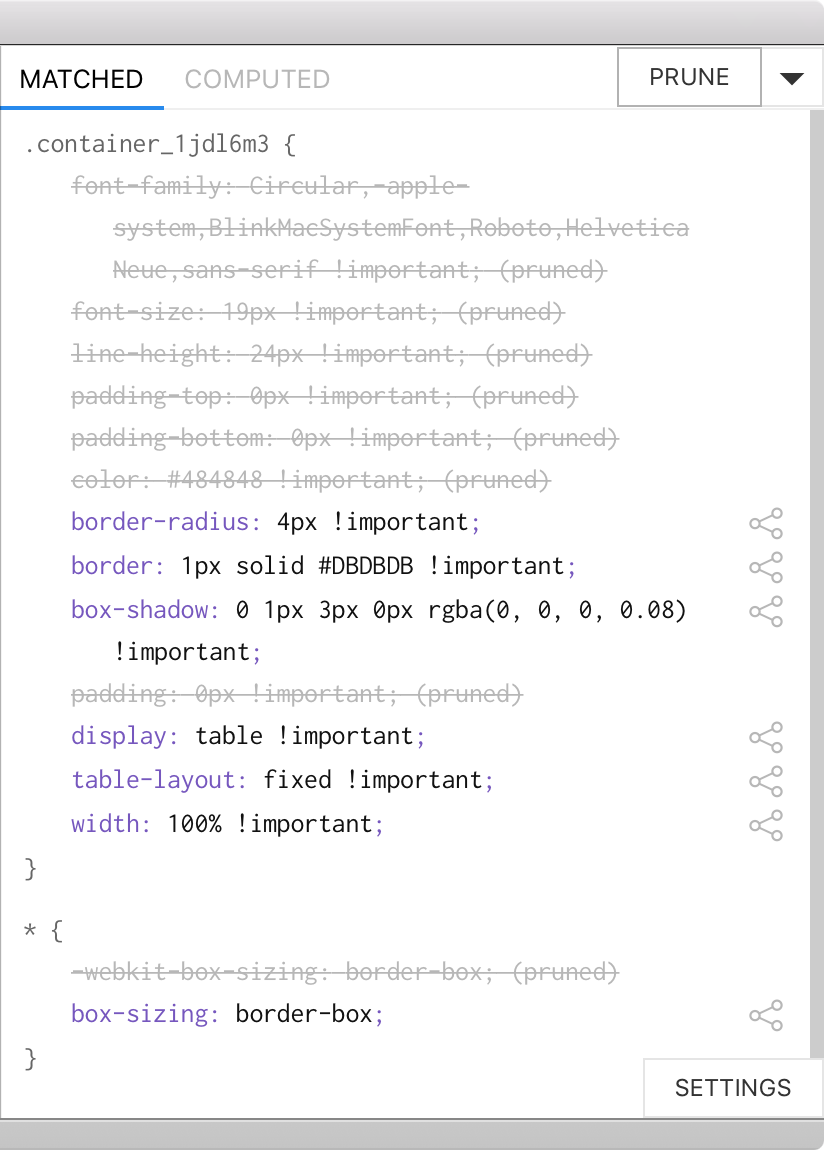 MATCHED COMPUTED PRUNE
.container_1jdl6m3 {
font-family: Circular,-apple-
system,BlinkMacSystemFont,Roboto,Helvetica
Neue,sans-serif !important; (pruned)
font-size: 19px !important; (pruned)
line-height: 24px !important; (pruned)
padding-top: 0px !important; (pruned)
padding-bottom: 0px !important; (pruned)
color: #484848 !important; (pruned)
border-radius: 4px !important;
border: 1px solid #DBDBDB !important;
box-shadow: 0 1px 3px 0px rgba(0, 0, 0, 0.08)
!important;
padding: 0px !important; (pruned)
display: table !important;
table-layout: fixed !important;
width: 100% !important;
}
* {
-webkit-box-sizing: border-box; (pruned)
box-sizing: border-box;
}
SETTINGS